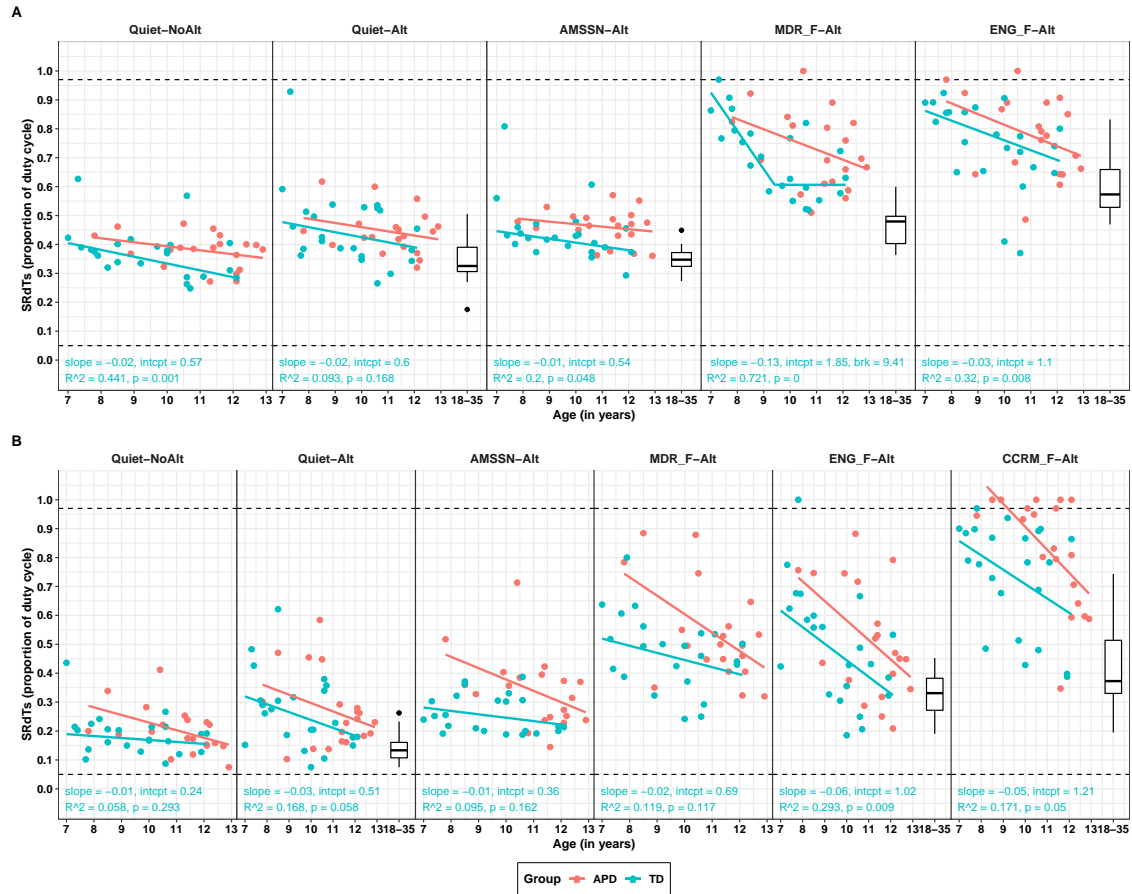 A
Quiet−NoAlt Quiet−Alt AMSSN−Alt MDR_F−Alt ENG_F−Alt
SRdTs (proportion of duty cycle)
1.0
0.9
0.8
0.7
0.6
0.5
0.4
0.3
0.2
0.1
0.0
slope = −0.02, intcpt = 0.57
R^2 = 0.441, p = 0.001
slope = −0.02, intcpt = 0.6
R^2 = 0.093, p = 0.168
slope = −0.01, intcpt = 0.54
R^2 = 0.2, p = 0.048
slope = −0.13, intcpt = 1.85, brk = 9.41
R^2 = 0.721, p = 0
slope = −0.03, intcpt = 1.1
R^2 = 0.32, p = 0.008
7 8 9 10 11 12 13 7 8 9 10 11 12 13 18−35 7 8 9 10 11 12 13 18−35 7 8 9 10 11 12 13 18−35 7 8 9 10 11 12 13 18−35
Age (in years)
B
Quiet−NoAlt Quiet−Alt AMSSN−Alt MDR_F−Alt ENG_F−Alt CCRM_F−Alt
SRdTs (proportion of duty cycle)
1.0
0.9
0.8
0.7
0.6
0.5
0.4
0.3
0.2
0.1
0.0
slope = −0.01, intcpt = 0.24
R^2 = 0.058, p = 0.293
slope = −0.03, intcpt = 0.51
R^2 = 0.168, p = 0.058
slope = −0.01, intcpt = 0.36
R^2 = 0.095, p = 0.162
slope = −0.02, intcpt = 0.69
R^2 = 0.119, p = 0.117
slope = −0.06, intcpt = 1.02
R^2 = 0.293, p = 0.009
slope = −0.05, intcpt = 1.21
R^2 = 0.171, p = 0.05
7 8 9 10 11 12 13 7 8 9 10 11 12 13 18−35 7 8 9 10 11 12 13 7 8 9 10 11 12 13 7 8 9 10 11 12 13 18−35 7 8 9 10 11 12 13 18−35
Age (in years)
Group APD TD